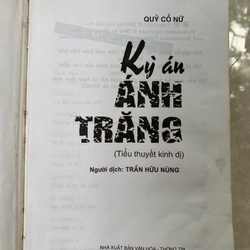 QUỶ CỔ NỮ
Kỳ án
ÁNH
TRĂNG
(Tiểu thuyết kinh dị)
Người dịch: TRẦN HỮU NÙNG
NHÀ XUẤT BẢN VĂN HÓA - THÔNG TIN